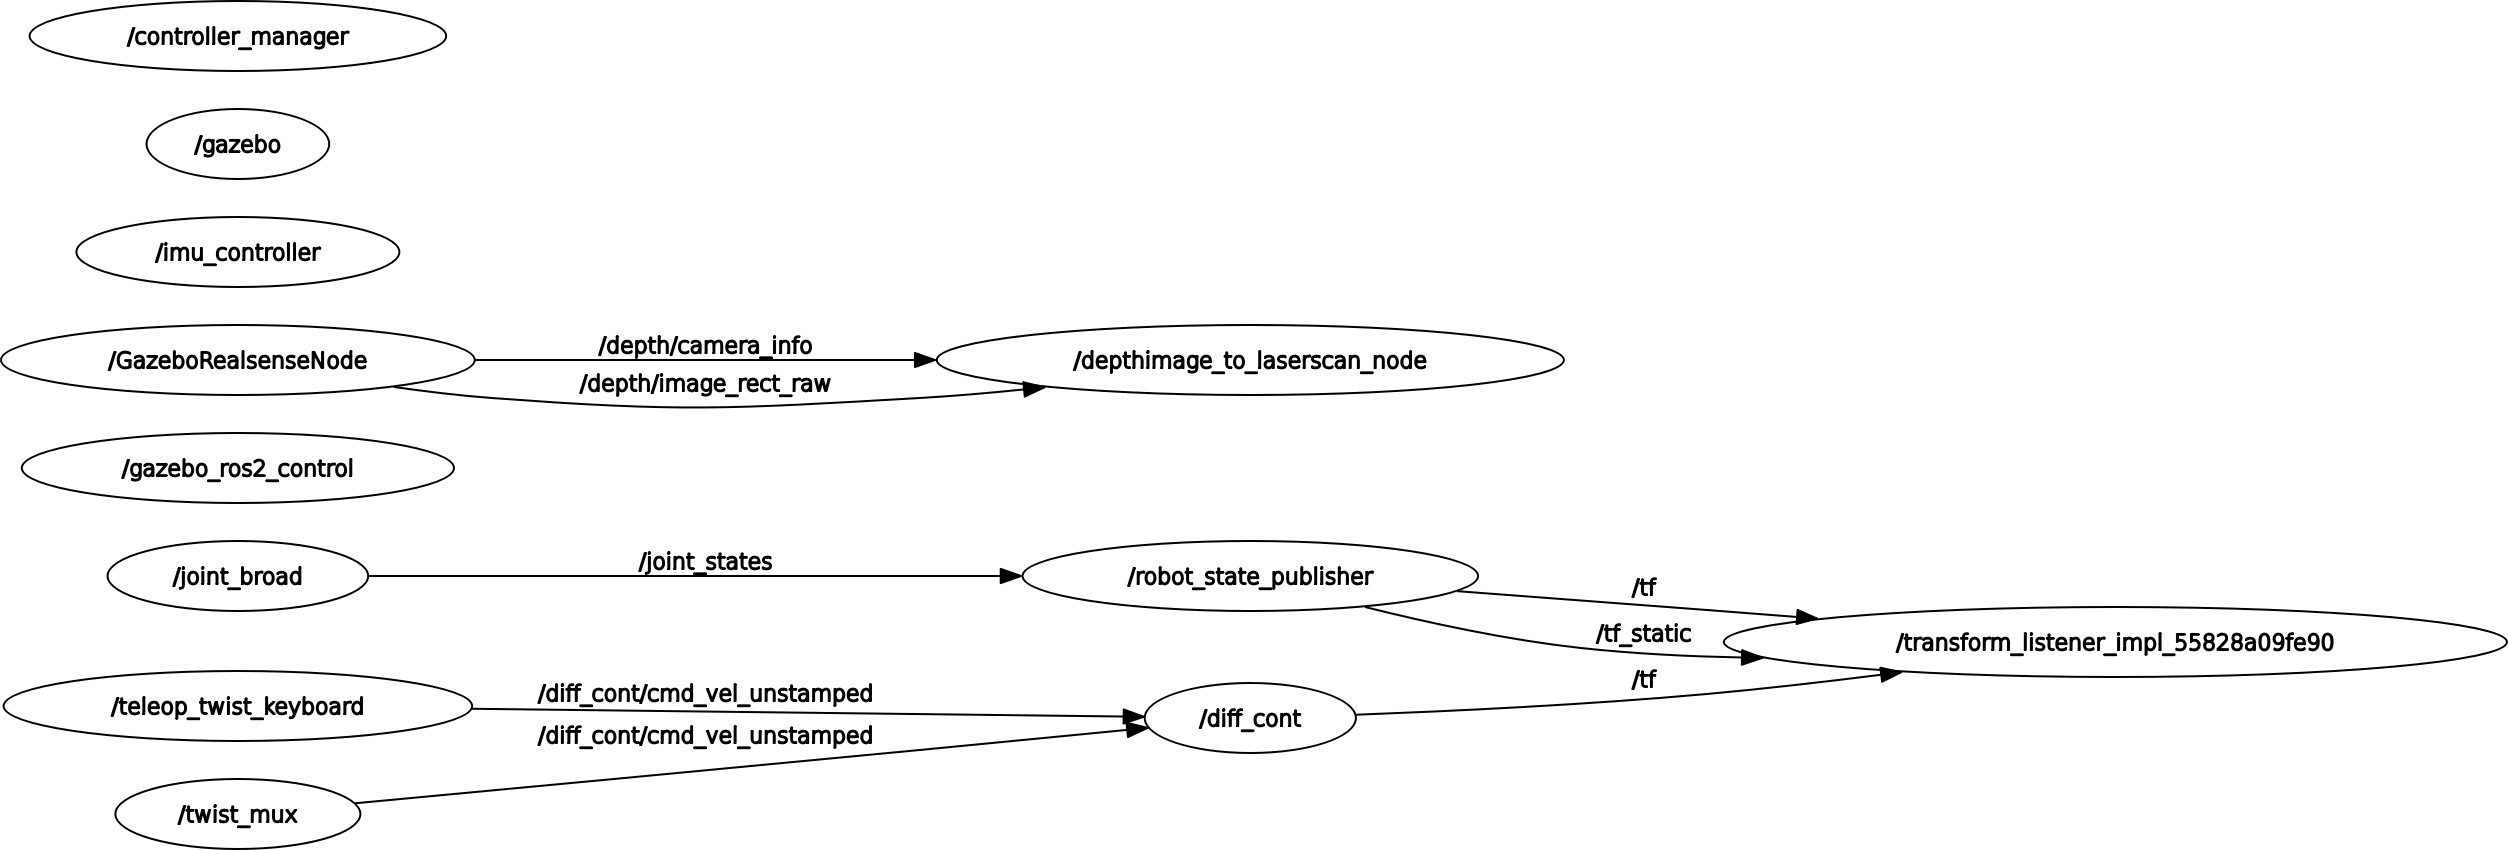 /controller_manager
/gazebo
/imu_controller
/GazeboRealsenseNode
/depth/camera_info
/depth/image_rect_raw
/depthimage_to_laserscan_node
/gazebo_ros2_control
/joint_broad
/joint_states
/robot_state_publisher
/tf
/tf_static
/tf
/transform_listener_impl_55828a09fe90
/teleop_twist_keyboard
/diff_cont/cmd_vel_unstamped
/diff_cont/cmd_vel_unstamped
/diff_cont
/twist_mux